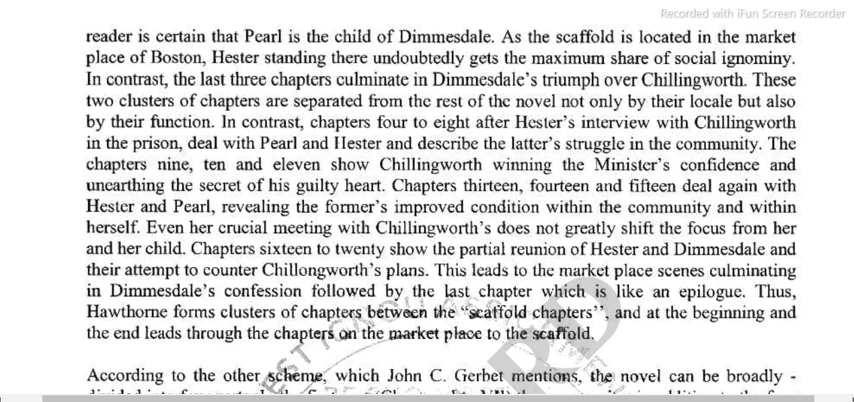 Recorded with iFun Screen Recorder
reader is certain that Pearl is the child of Dimmesdale. As the scaffold is located in the market
place of Boston, Hester standing there undoubtedly gets the maximum share of social ignominy.
In contrast, the last three chapters culminate in Dimmesdale's triumph over Chillingworth. These
two clusters of chapters are separated from the rest of the novel not only by their locale but also
by their function. In contrast, chapters four to eight after Hester's interview with Chillingworth
in the prison, deal with Pearl and Hester and describe the latter's struggle in the community. The
chapters nine, ten and eleven show Chillingworth winning the Minister's confidence and
unearthing the secret of his guilty heart. Chapters thirteen, fourteen and fifteen deal again with
Hester and Pearl, revealing the former's improved condition within the community and within
herself. Even her crucial meeting with Chillingworth's does not greatly shift the focus from her
and her child. Chapters sixteen to twenty show the partial reunion of Hester and Dimmesdale and
their attempt to counter Chillongworth's plans. This leads to the market place scenes culminating
in Dimmesdale's confession followed by the last chapter which is like an epilogue. Thus,
Hawthorne forms clusters of chapters between the "scaffold chapters'', and at the beginning and
the end leads through the chapters on the market place to the scaffold.
According to the other scheme, which John C. Gerbet mentions, the novel can be broadly -